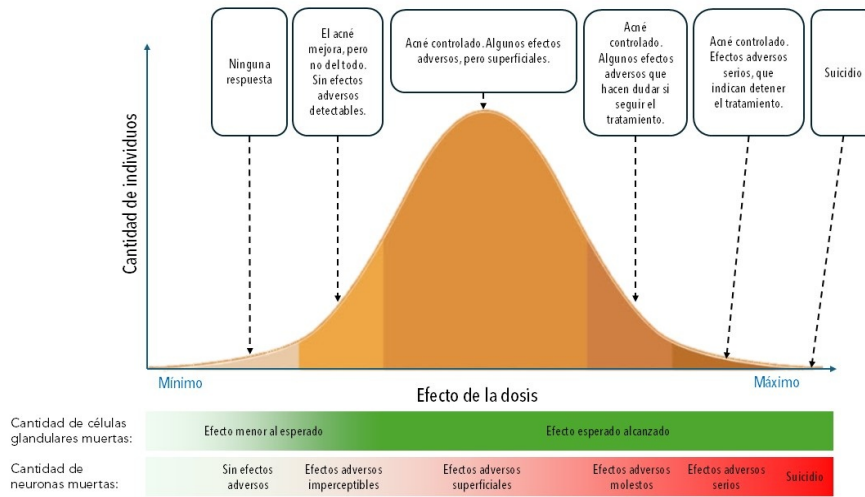 Ninguna
respuesta
El acné
mejora, pero
no del todo.
Sin efectos
adversos
detectables.
Acné controlado. Algunos efectos
adversos, pero superficiales.
Acné
controlado.
Algunos efectos
adversos que
hacen dudar si
seguir el
tratamiento.
Acné controlado.
Efectos adversos
serios, que
indican detener
el tratamiento.
Suicidio
Cantidad de individuos
Mínimo
Efecto de la dosis
Máximo
Cantidad de células
glandulares muertas:
Efecto menor al esperado
Efecto esperado alcanzado
Cantidad de
neuronas muertas:
Sin efectos
adversos
Efectos adversos
imperceptibles
Efectos adversos
superficiales
Efectos adversos
molestos
Efectos adversos
serios
Suicidio